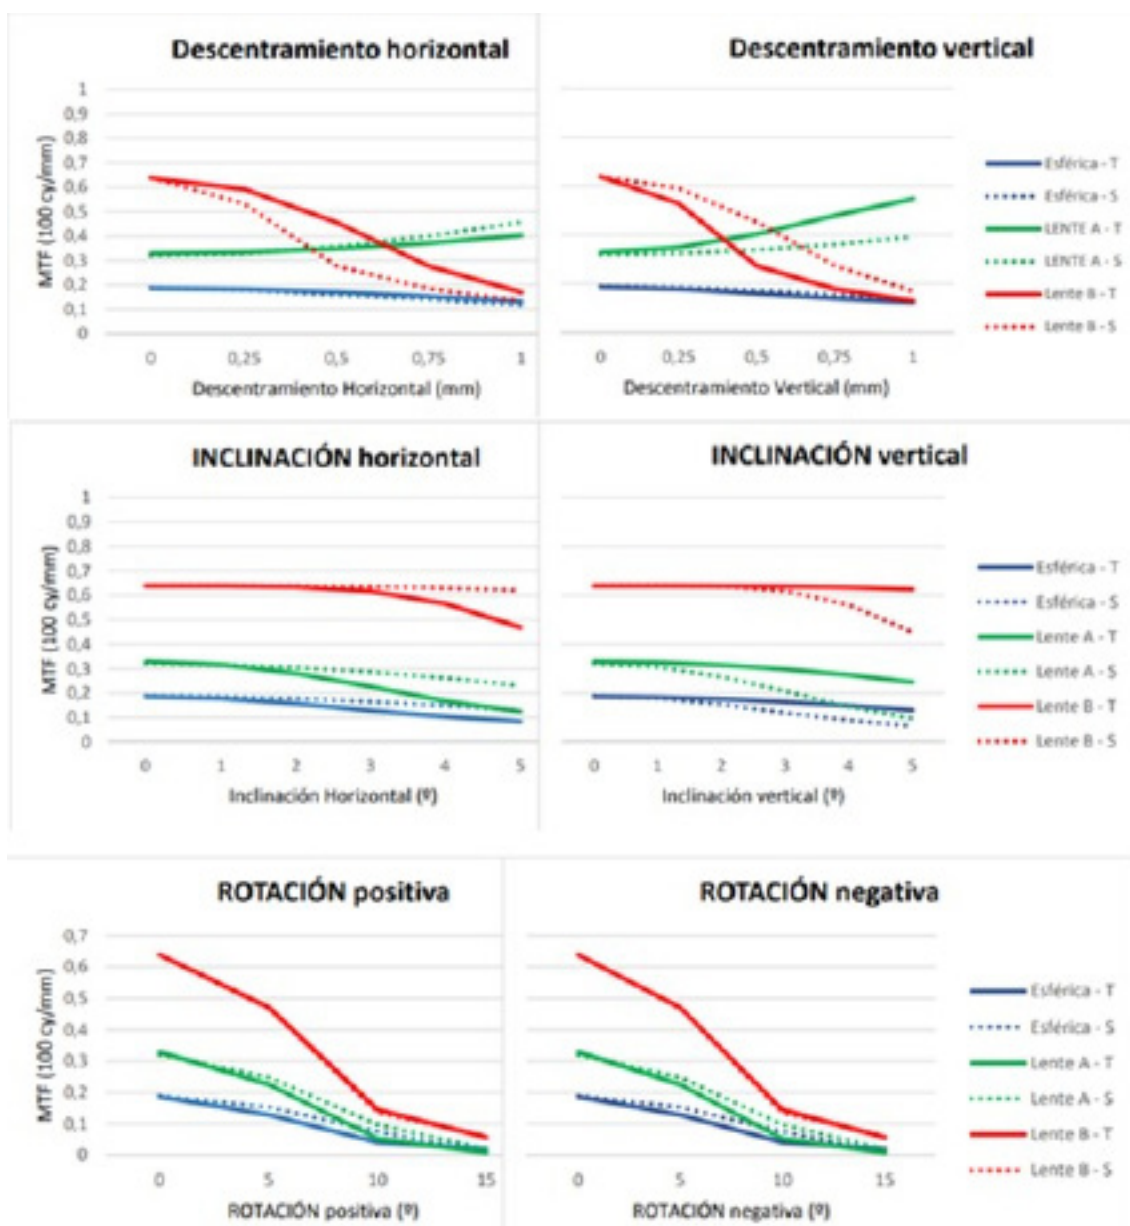 Descentramiento horizontal
MTF (100 cy/mm)
1
0,9
0,8
0,7
0,6
0,5
0,4
0,3
0,2
0,1
0
0 0,25 0,5 0,75 1
Descentramiento Horizontal (mm)
Descentramiento vertical
0 0,25 0,5 0,75 1
Descentramiento Vertical (mm)
Esférica - T
Esférica - S
LENTE A - T
LENTE A - S
Lente B - T
Lente B - S
INCLINACIÓN horizontal
MTF (100 cy/mm)
1
0,9
0,8
0,7
0,6
0,5
0,4
0,3
0,2
0,1
0
0 1 2 3 4 5
Inclinación Horizontal (º)
INCLINACIÓN vertical
0 1 2 3 4 5
Inclinación vertical (º)
Esférica - T
Esférica - S
Lente A - T
Lente A - S
Lente B - T
Lente B - S
ROTACIÓN positiva
MTF (100 cy/mm)
0,7
0,6
0,5
0,4
0,3
0,2
0,1
0
0 5 10 15
ROTACIÓN positiva (º)
ROTACIÓN negativa
0 5 10 15
ROTACIÓN negativa (º)
Esférica - T
Esférica - S
Lente A - T
Lente A - S
Lente B - T
Lente B - S